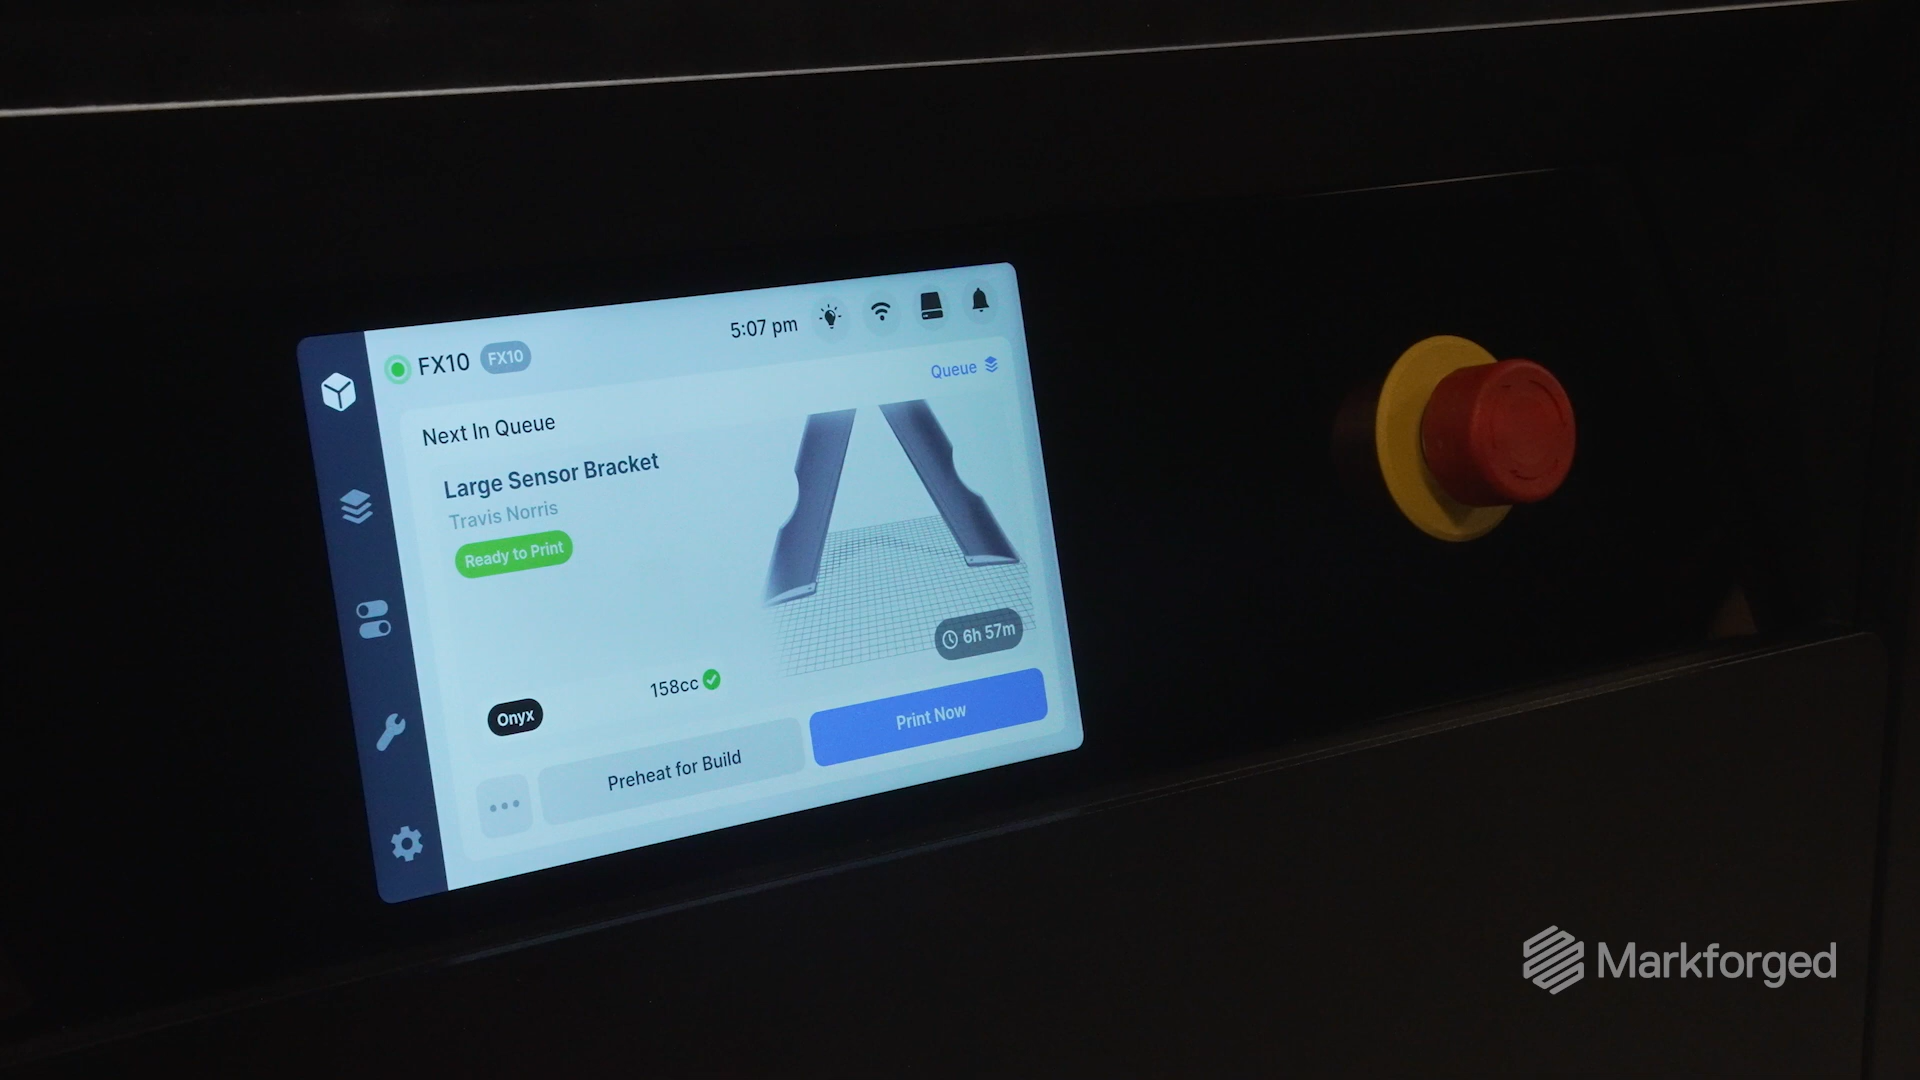 FX10 FX10 5:07 pm
Queue
Next In Queue
Large Sensor Bracket
Travis Norris
Ready to Print
6h 57m
Onyx 158cc
Preheat for Build Print Now
Markforged